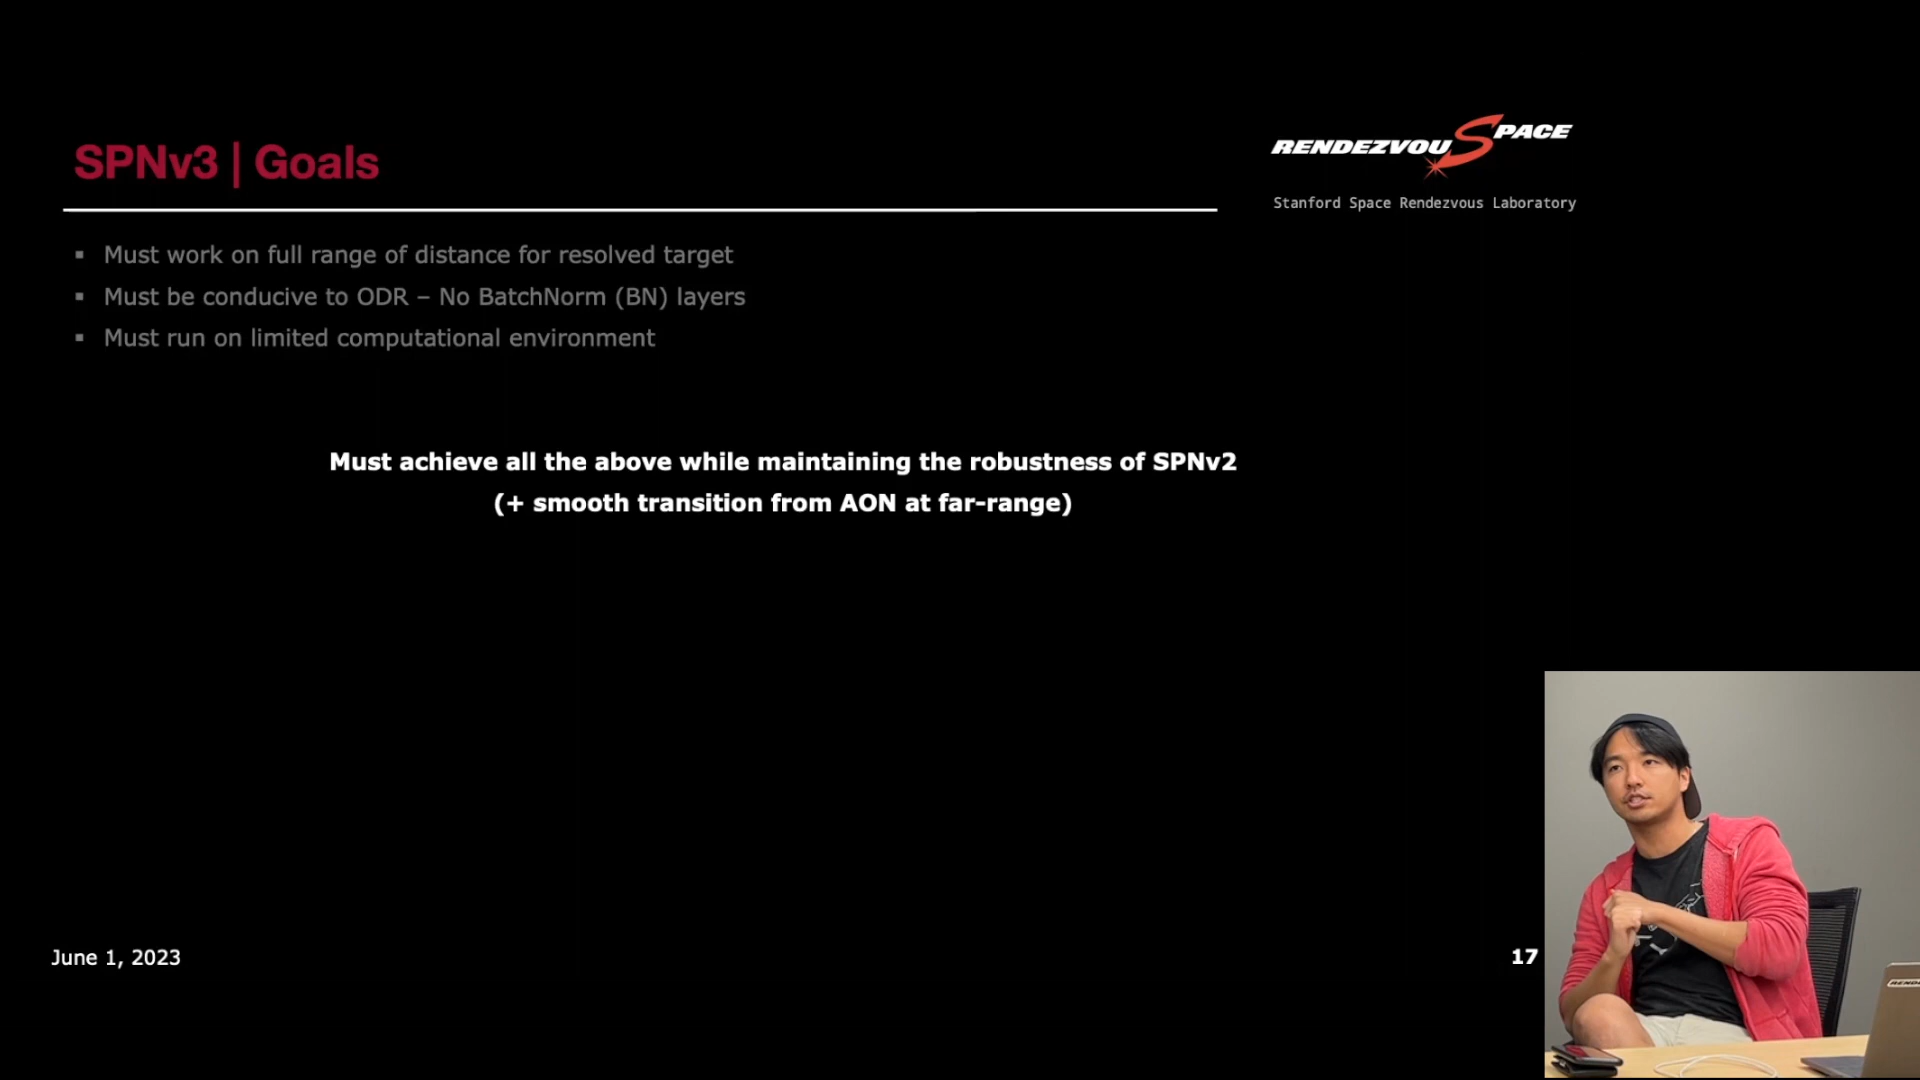 SPNv3 | Goals
RENDEZVOUSPACE
Stanford Space Rendezvous Laboratory
▪ Must work on full range of distance for resolved target
▪ Must be conducive to ODR – No BatchNorm (BN) layers
▪ Must run on limited computational environment
Must achieve all the above while maintaining the robustness of SPNv2
(+ smooth transition from AON at far-range)
June 1, 2023
17